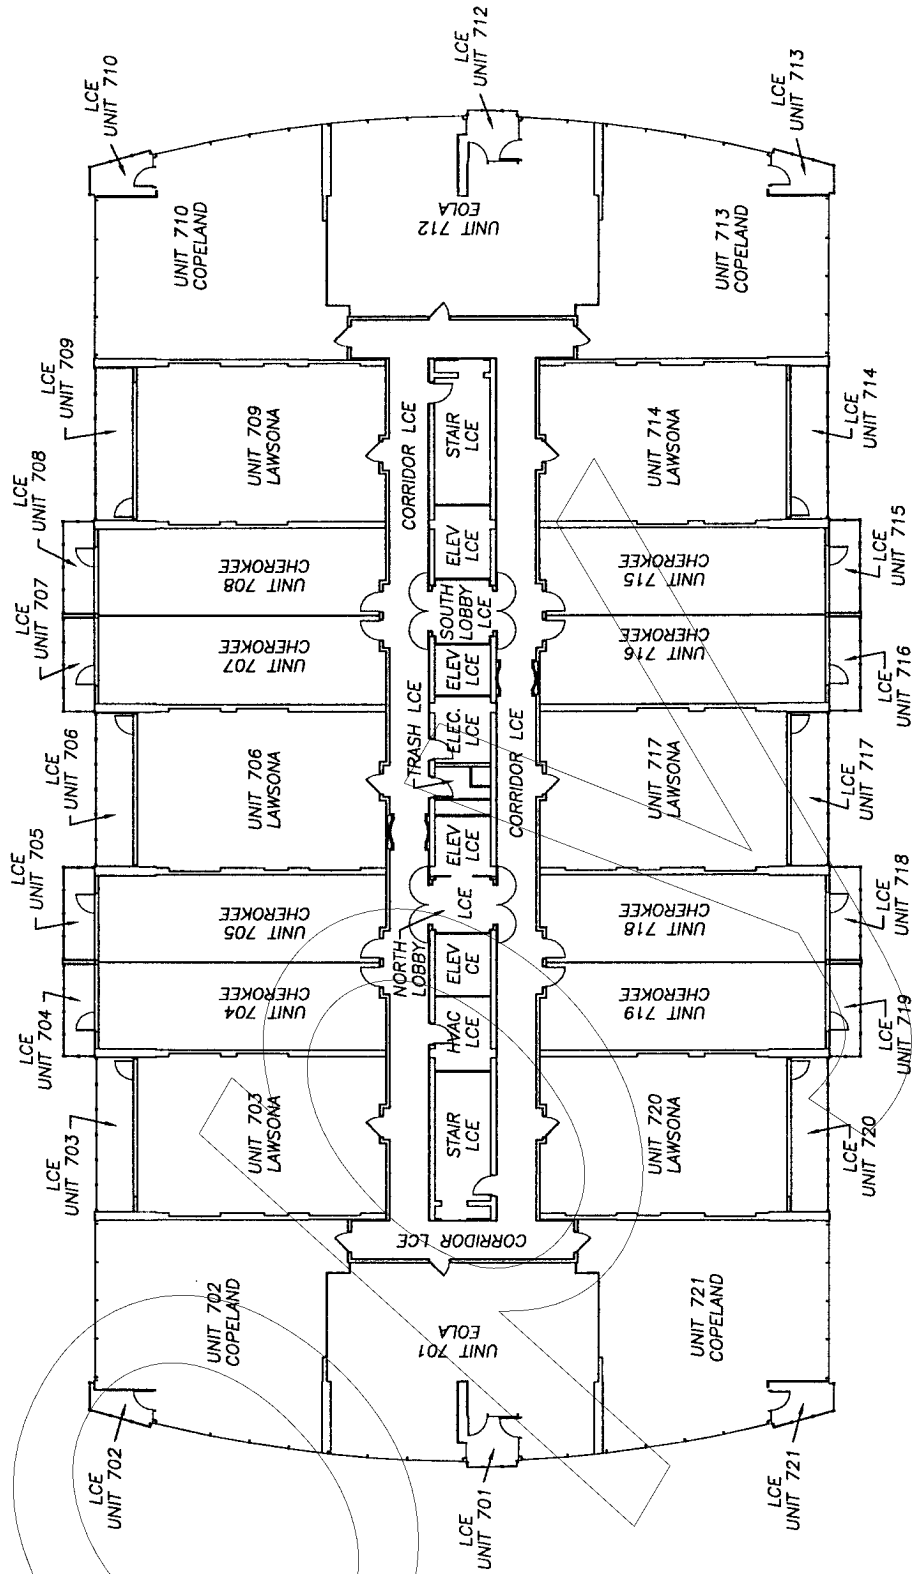 LCE
UNIT 710
LCE
UNIT 712
LCE
UNIT 713
UNIT 710
COPELAND
UNIT 712
EOLA
UNIT 713
COPELAND
LCE
UNIT 709
UNIT 709
LAWSONA
CORRIDOR LCE
STAIR
LCE
UNIT 714
LAWSONA
LCE
UNIT 714
LCE
UNIT 708
UNIT 708
CHEROKEE
ELEV
LCE
UNIT 715
CHEROKEE
LCE
UNIT 715
LCE
UNIT 707
UNIT 707
CHEROKEE
SOUTH
LOBBY
LCE
ELEV
LCE
UNIT 716
CHEROKEE
LCE
UNIT 716
LCE
UNIT 706
UNIT 706
LAWSONA
TRASH LCE
ELEC.
LCE
CORRIDOR LCE
UNIT 717
LAWSONA
LCE
UNIT 717
LCE
UNIT 705
UNIT 705
CHEROKEE
ELEV
LCE
NORTH
LOBBY
LCE
UNIT 718
CHEROKEE
LCE
UNIT 718
LCE
UNIT 704
UNIT 704
CHEROKEE
ELEV
CE
HVAC
LCE
UNIT 719
CHEROKEE
LCE
UNIT 719
LCE
UNIT 703
UNIT 703
LAWSONA
STAIR
LCE
UNIT 720
LAWSONA
LCE
UNIT 720
CORRIDOR LCE
UNIT 702
COPELAND
UNIT 701
EOLA
UNIT 721
COPELAND
LCE
UNIT 702
LCE
UNIT 701
LCE
UNIT 721